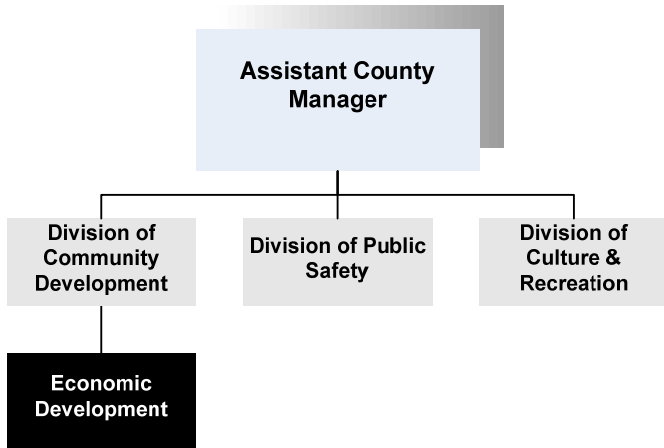 Assistant County
Manager
Division of
Community
Development
Division of Public
Safety
Division of
Culture &
Recreation
Economic
Development